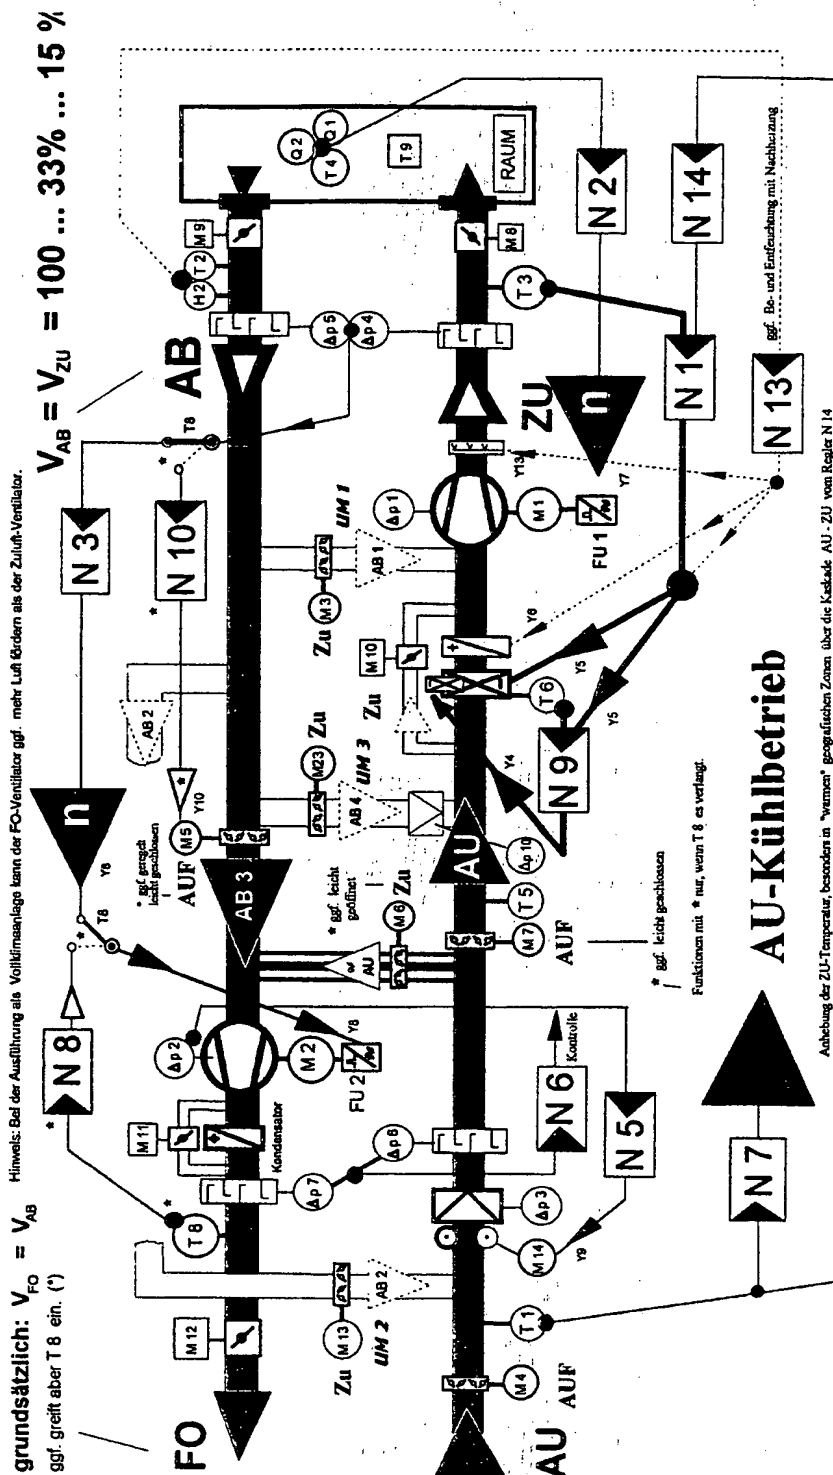 grundsätzlich: V_FO = V_AB
ggf. greift aber T 8 ein. (*)
Hinweis: Bei der Ausführung als Vollklimaanlage kann der FO-Ventilator ggf. mehr Luft fördern als der Zuluft-Ventilator.
V_AB = V_ZU = 100 ... 33% ... 15 %
N 8
*
*
T8
Y8
n
N 3
T8
*
N 10
*
AB 2
*
Y10
* ggf. geregelt
leicht geschlossen
AUF
M5
AB
FO
M12
T8
*
M11
Kondensator
Δp2
M2
FU 2
Y8
AB 3
H2
T2
M9
Q2
Q1
T4
T.9
RAUM
Δp7
Δp6
Δp5
Δp4
Zu
M13
UM 2
AB 2
AU
M6
Zu
* ggf. leicht
geöffnet
Zu
M23
UM 3
AB 4
Zu
M3
UM 1
AB 1
M10
Zu
Δp1
M1
FU 1
M8
T3
AU
M4
AUF
T1
M14
Y9
Δp3
N 6
Kontrolle
N 5
M7
AUF
T5
Δp10
AU
Y4
N 9
T6
Y5
Y5
Y6
Y13
Y7
ZU
n
N 2
N 14
N 1
N 13
ggf. Be- und Entfeuchtung mit Nachheizung
* ggf. leicht geschlossen
Funktionen mit * nur, wenn T 8 es verlangt.
N 7
AU-Kühlbetrieb
Anhebung der ZU-Temperatur, besonders in "warmen" geografischen Zonen über die Kaskade AU - ZU vom Regler N 14